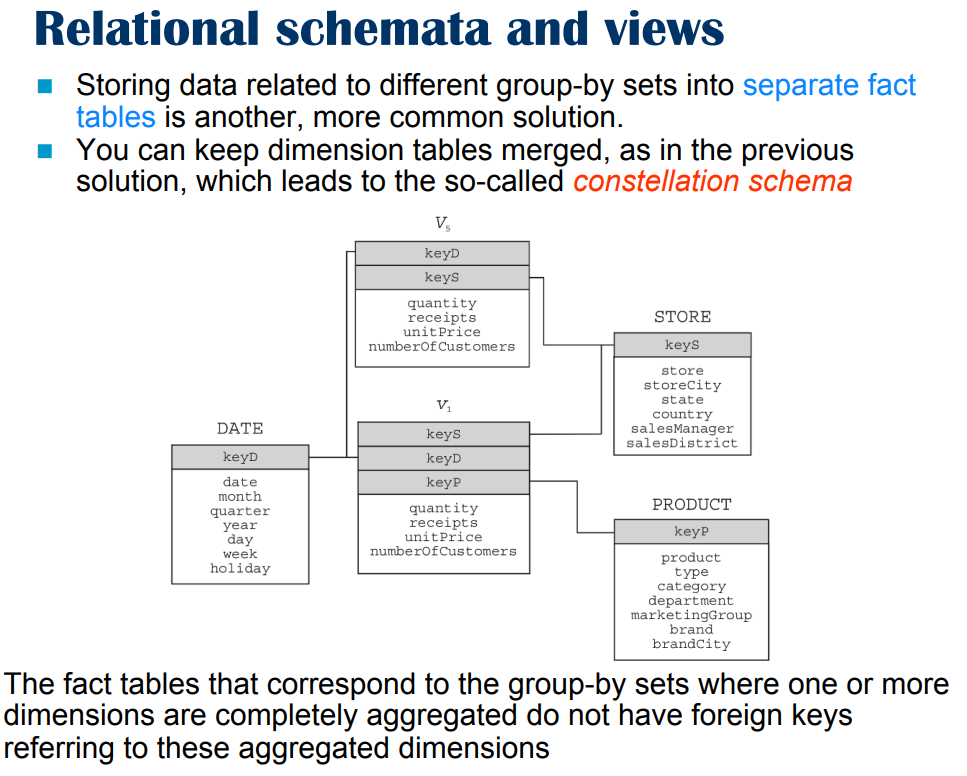 Relational schemata and views
Storing data related to different group-by sets into separate fact
tables is another, more common solution.
You can keep dimension tables merged, as in the previous
solution, which leads to the so-called constellation schema
V5
keyD
keyS
quantity
receipts
unitPrice
numberOfCustomers
STORE
keyS
store
storeCity
state
country
salesManager
salesDistrict
V1
keyS
keyD
keyP
quantity
receipts
unitPrice
numberOfCustomers
DATE
keyD
date
month
quarter
year
day
week
holiday
PRODUCT
keyP
product
type
category
department
marketingGroup
brand
brandCity
The fact tables that correspond to the group-by sets where one or more
dimensions are completely aggregated do not have foreign keys
referring to these aggregated dimensions